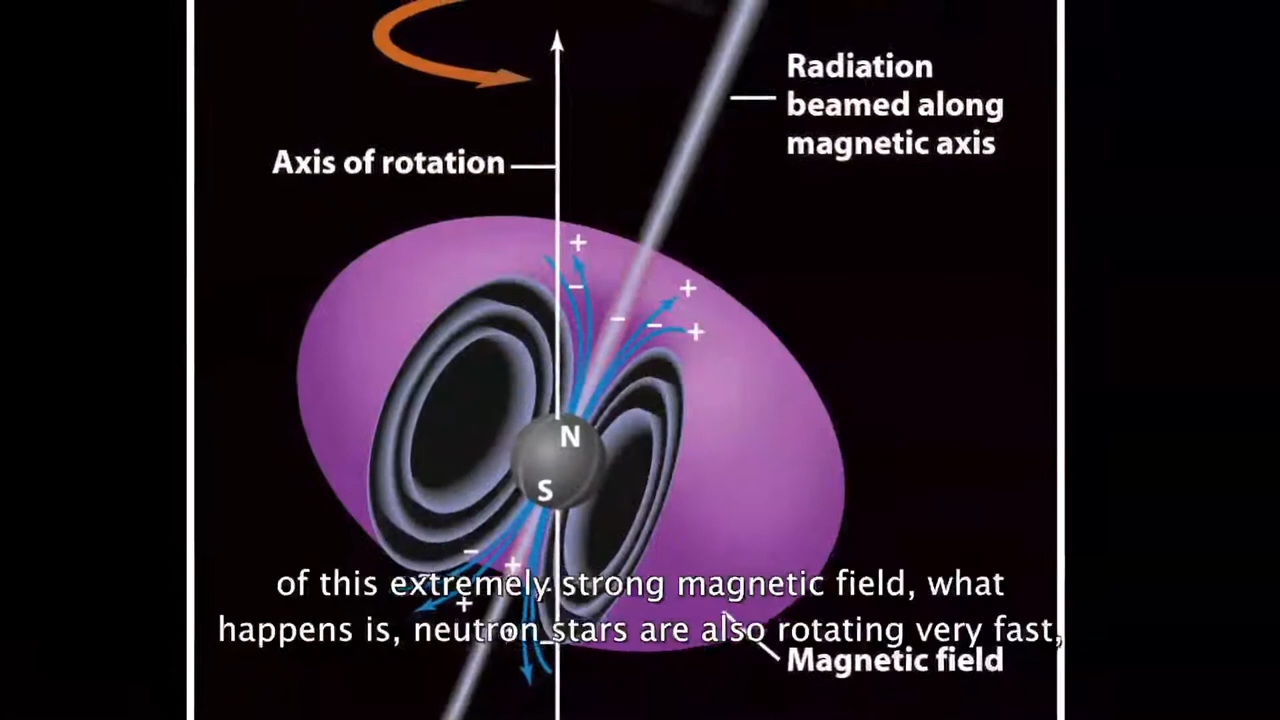 Radiation
beamed along
magnetic axis
Axis of rotation
+
−
+
−
−
+
N
S
−
+
−
+
of this extremely strong magnetic field, what
happens is, neutron stars are also rotating very fast,
Magnetic field